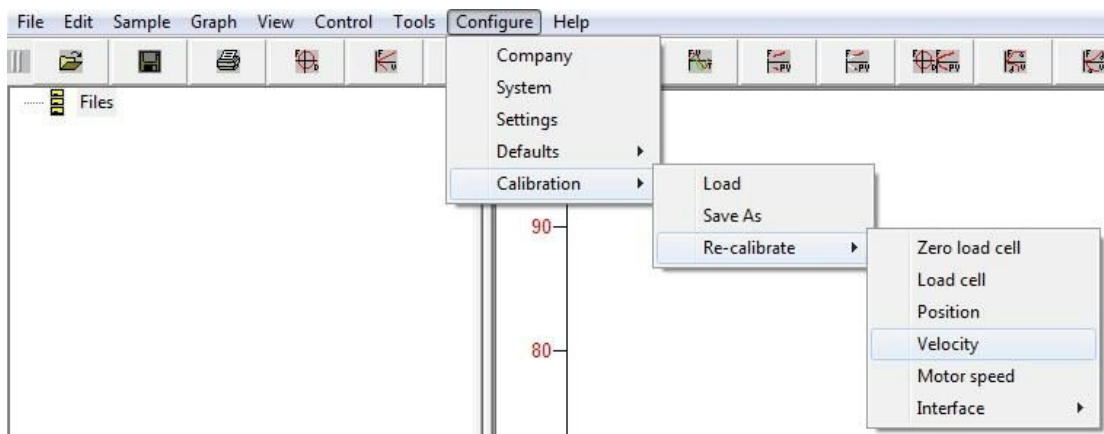 File Edit Sample Graph View Control Tools Configure Help
Company
System
Settings
Defaults
Calibration
Load
Save As
Re-calibrate
Zero load cell
Load cell
Position
Velocity
Motor speed
Interface
Files
90
80